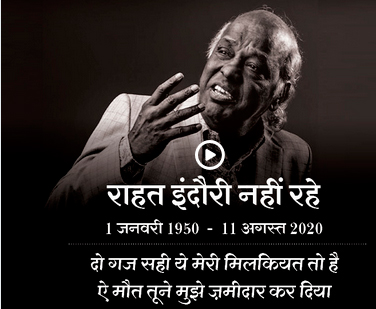 राहत इंदौरी नहीं रहे
1 जनवरी 1950 - 11 अगस्त 2020
दो गज सही ये मेरी मिलकियत तो है
ऐ मौत तूने मुझे ज़मीदार कर दिया